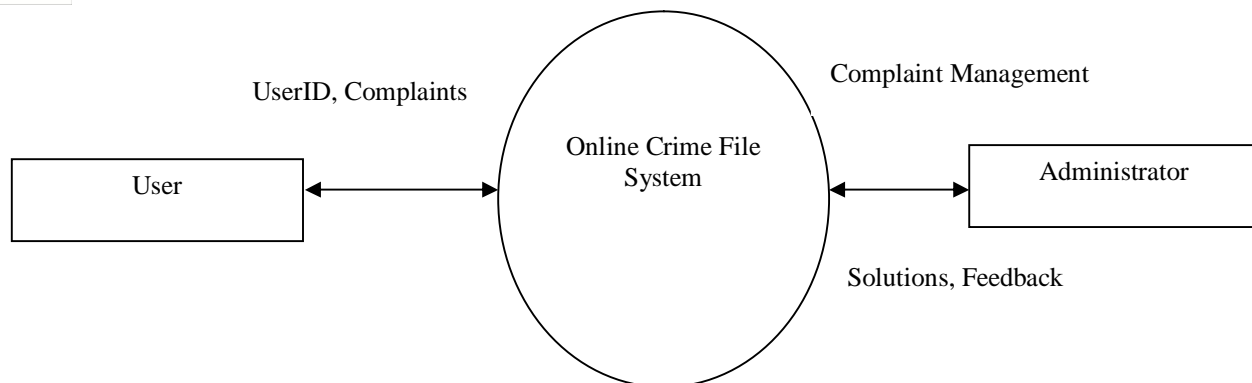 UserID, Complaints
Complaint Management
User
Online Crime File
System
Administrator
Solutions, Feedback